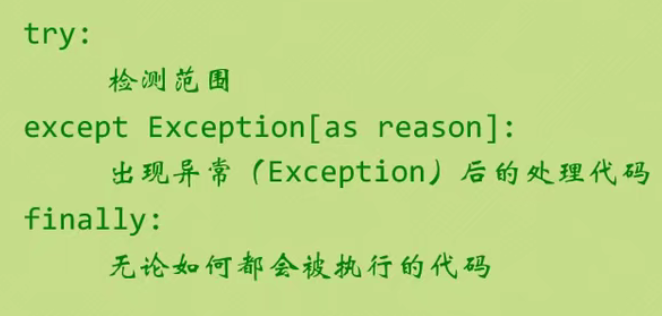 try:
检测范围
except Exception[as reason]:
出现异常（Exception）后的处理代码
finally:
无论如何都会被执行的代码